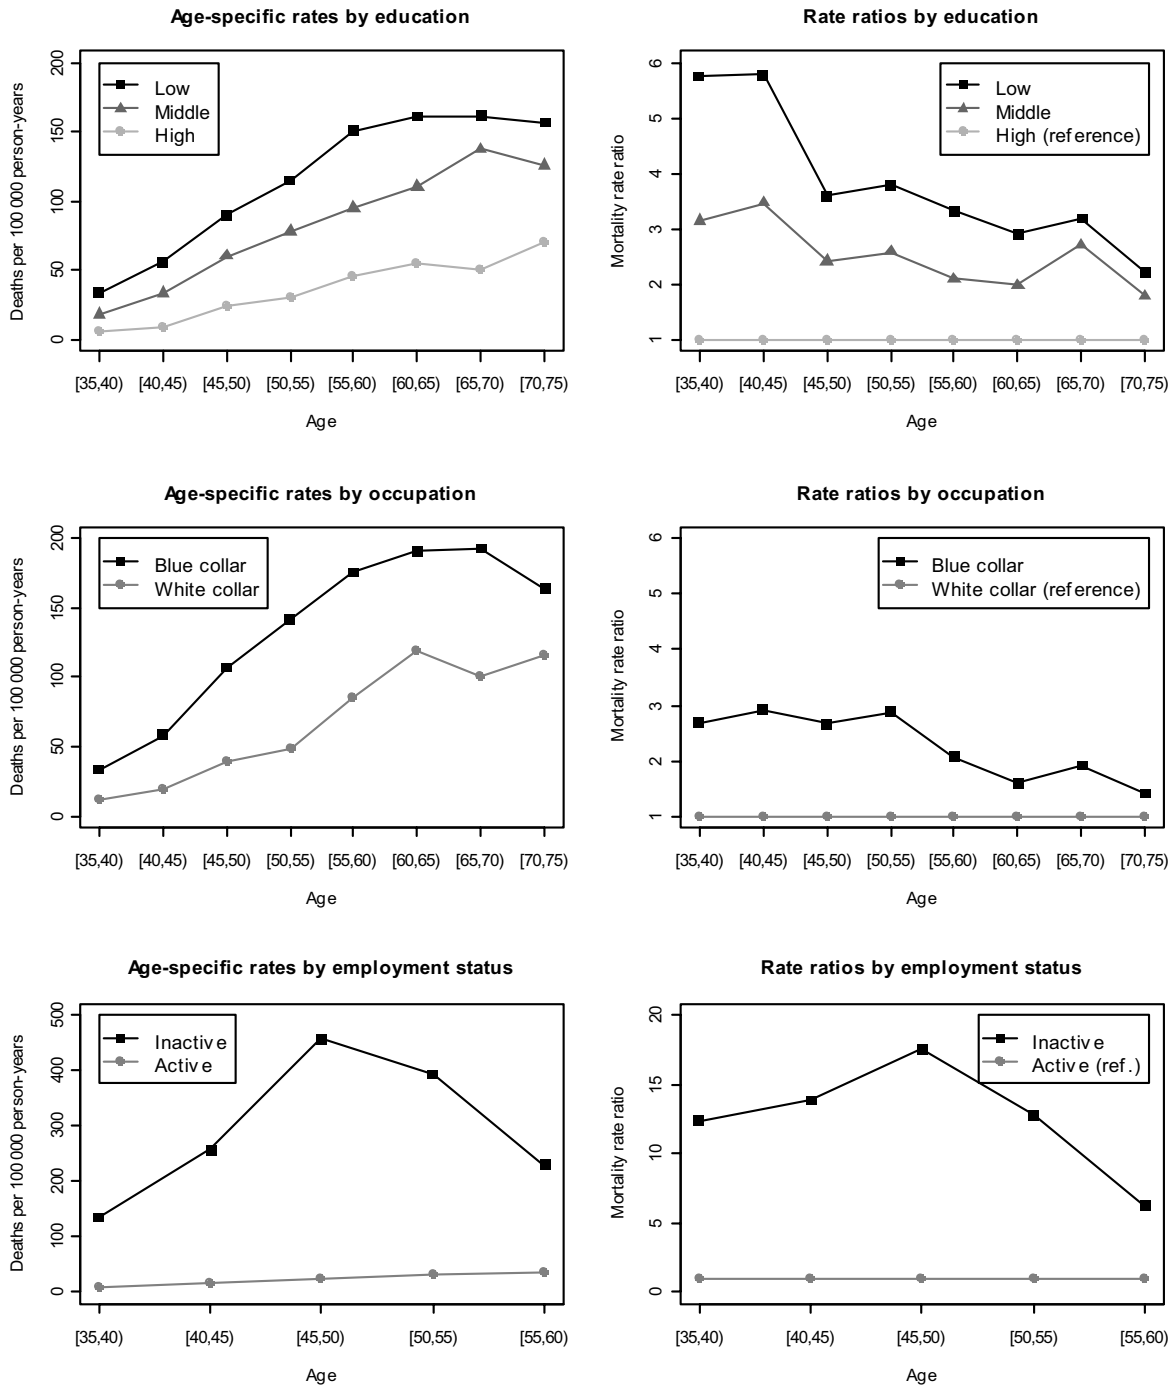 Age-specific rates by education
Deaths per 100 000 person-years
200
150
100
50
0
Low
Middle
High
[35,40) [40,45) [45,50) [50,55) [55,60) [60,65) [65,70) [70,75)
Age
Rate ratios by education
Mortality rate ratio
6
5
4
3
2
1
Low
Middle
High (reference)
[35,40) [40,45) [45,50) [50,55) [55,60) [60,65) [65,70) [70,75)
Age
Age-specific rates by occupation
Deaths per 100 000 person-years
200
150
100
50
0
Blue collar
White collar
[35,40) [40,45) [45,50) [50,55) [55,60) [60,65) [65,70) [70,75)
Age
Rate ratios by occupation
Mortality rate ratio
6
5
4
3
2
1
Blue collar
White collar (reference)
[35,40) [40,45) [45,50) [50,55) [55,60) [60,65) [65,70) [70,75)
Age
Age-specific rates by employment status
Deaths per 100 000 person-years
500
400
300
200
100
0
Inactive
Active
[35,40) [40,45) [45,50) [50,55) [55,60)
Age
Rate ratios by employment status
Mortality rate ratio
20
15
10
5
0
Inactive
Active (ref.)
[35,40) [40,45) [45,50) [50,55) [55,60)
Age